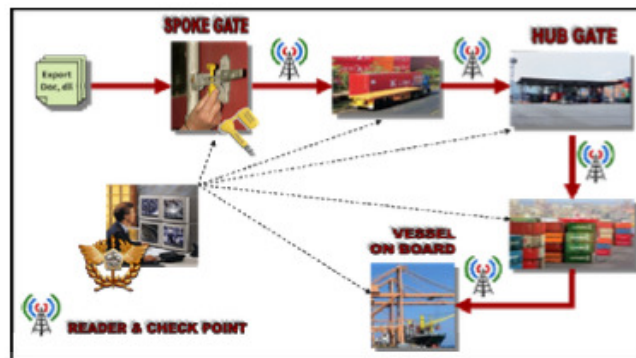 SPOKE GATE
HUB GATE
Export
Doc, dll
VESSEL
ON BOARD
READER & CHECK POINT